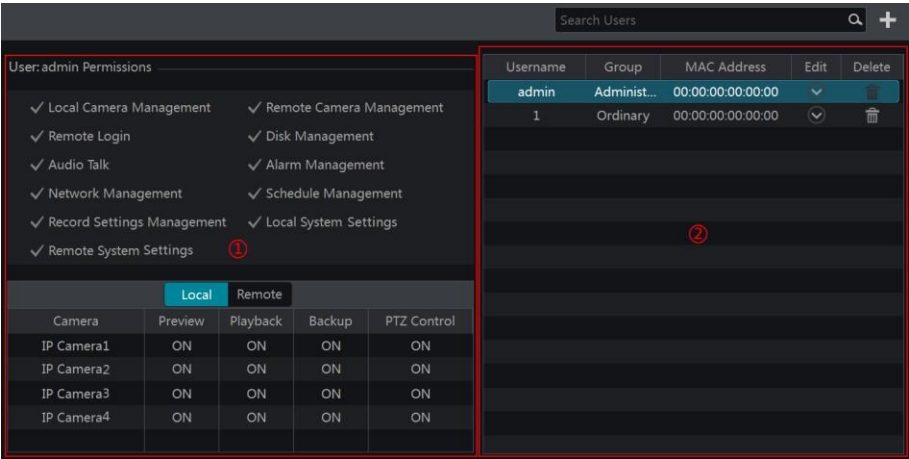 Search Users
User:admin Permissions
Local Camera Management Remote Camera Management
Remote Login Disk Management
Audio Talk Alarm Management
Network Management Schedule Management
Record Settings Management Local System Settings
Remote System Settings ①
Local Remote
Camera Preview Playback Backup PTZ Control
IP Camera1 ON ON ON ON
IP Camera2 ON ON ON ON
IP Camera3 ON ON ON ON
IP Camera4 ON ON ON ON
Username Group MAC Address Edit Delete
admin Administ... 00:00:00:00:00:00
1 Ordinary 00:00:00:00:00:00
②